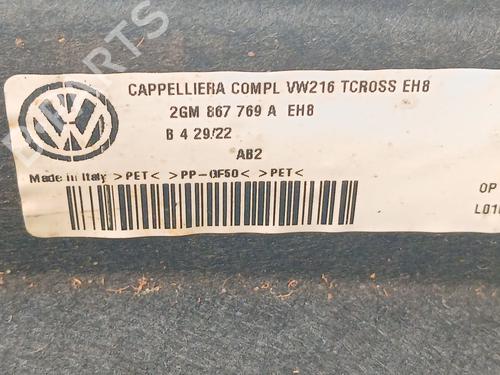 CAPPELLIERA COMPL VW216 TCROSS EH8
2GM 867 769 A EH8
B 4 29/22
AB2
Made in Italy >PET< >PP-GF50< >PET<
OP